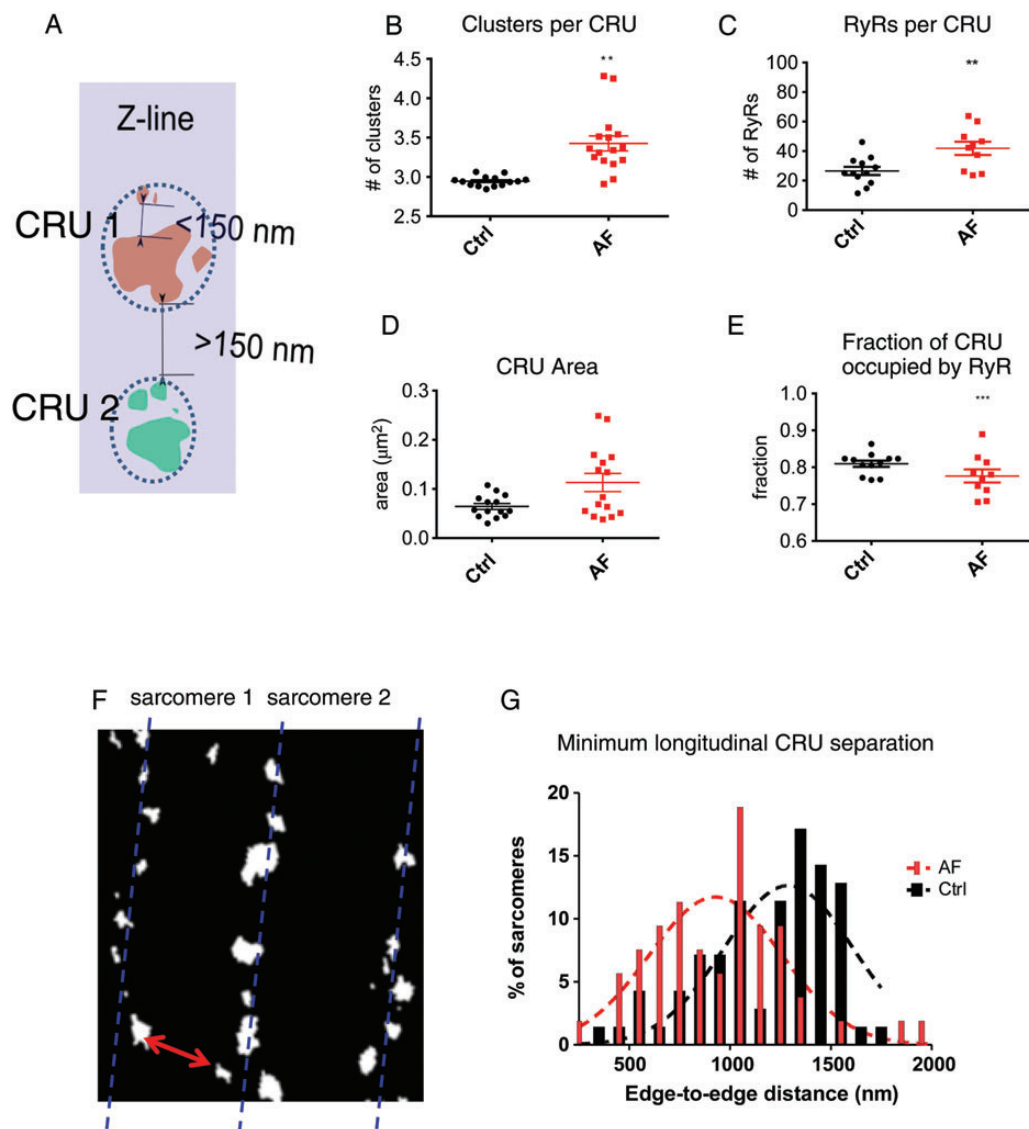 A
Z-line
CRU 1
<150 nm
>150 nm
CRU 2
B
Clusters per CRU
**
# of clusters
4.5
4.0
3.5
3.0
2.5
Ctrl
AF
C
RyRs per CRU
**
# of RyRs
100
80
60
40
20
0
Ctrl
AF
D
CRU Area
area (μm²)
0.3
0.2
0.1
0.0
Ctrl
AF
E
Fraction of CRU
occupied by RyR
***
fraction
1.0
0.9
0.8
0.7
0.6
Ctrl
AF
F
sarcomere 1 sarcomere 2
G
Minimum longitudinal CRU separation
% of sarcomeres
20
15
10
5
0
AF
Ctrl
500 1000 1500 2000
Edge-to-edge distance (nm)